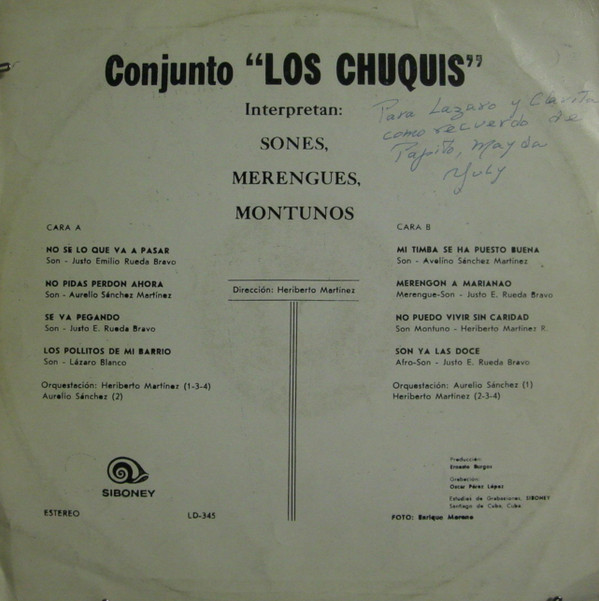 Conjunto "LOS CHUQUIS"
Interpretan:
SONES,
MERENGUES,
MONTUNOS
Para Lazaro y Clarita
como recuerdo de
Papito, Mayda
Yuly
CARA A
NO SE LO QUE VA A PASAR
Son - Justo Emilio Rueda Bravo
NO PIDAS PERDON AHORA
Son - Aurelio Sánchez Martínez
SE VA PEGANDO
Son - Justo E. Rueda Bravo
LOS POLLITOS DE MI BARRIO
Son - Lázaro Blanco
Orquestación: Heriberto Martínez (1-3-4)
Aurelio Sánchez (2)
Dirección: Heriberto Martínez
CARA B
MI TIMBA SE HA PUESTO BUENA
Son - Avelino Sánchez Martínez
MERENGON A MARIANAO
Merengue-Son - Justo E. Rueda Bravo
NO PUEDO VIVIR SIN CARIDAD
Son Montuno - Heriberto Martínez R.
SON YA LAS DOCE
Afro-Son - Justo E. Rueda Bravo
Orquestación: Aurelio Sánchez (1)
Heriberto Martínez (2-3-4)
SIBONEY
ESTEREO
LD-345
Producción:
Ernesto Burgos
Grabación:
Oscar Pérez López
Estudios de Grabaciones, SIBONEY
Santiago de Cuba, Cuba
FOTO: Enrique Moreno